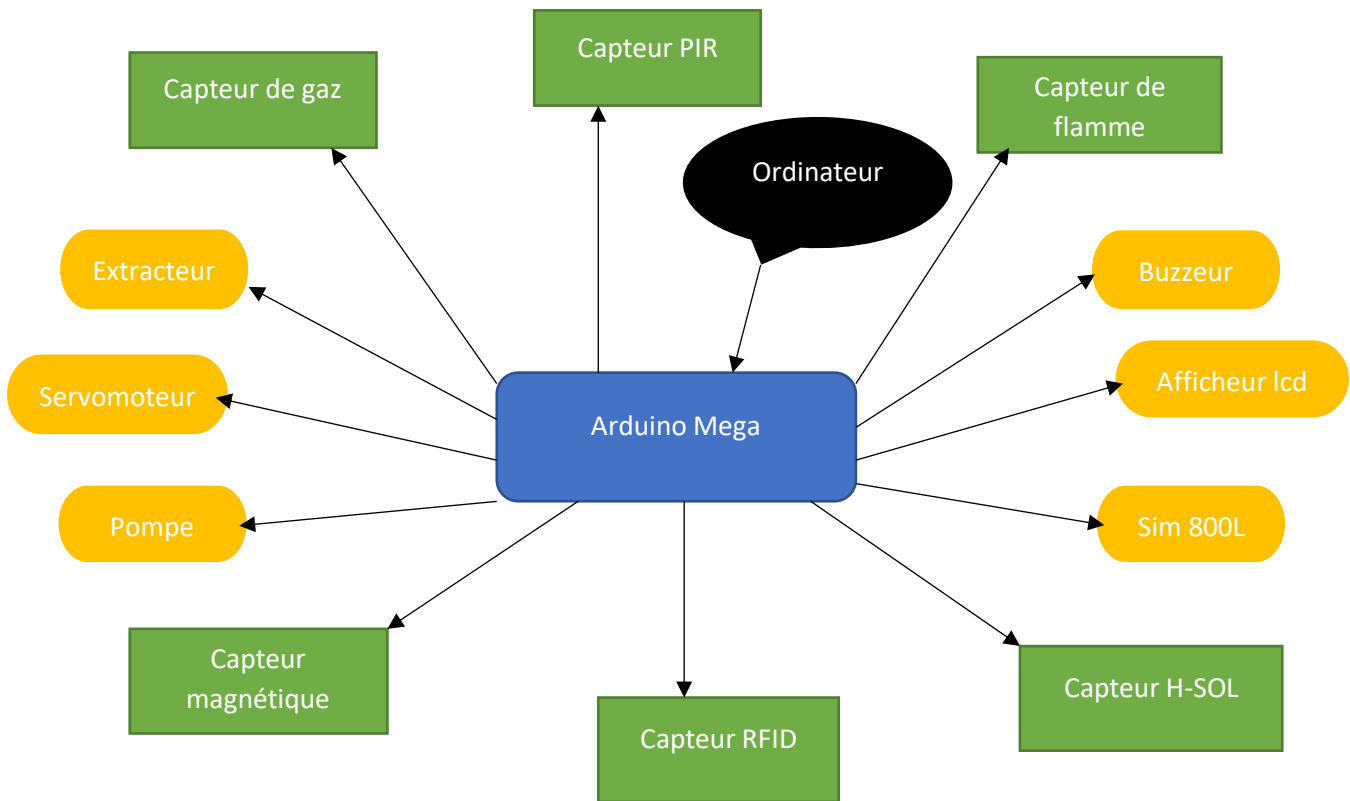 Capteur PIR
Capteur de gaz
Capteur de
flamme
Ordinateur
Extracteur
Buzzeur
Servomoteur
Afficheur lcd
Arduino Mega
Pompe
Sim 800L
Capteur
magnétique
Capteur H-SOL
Capteur RFID